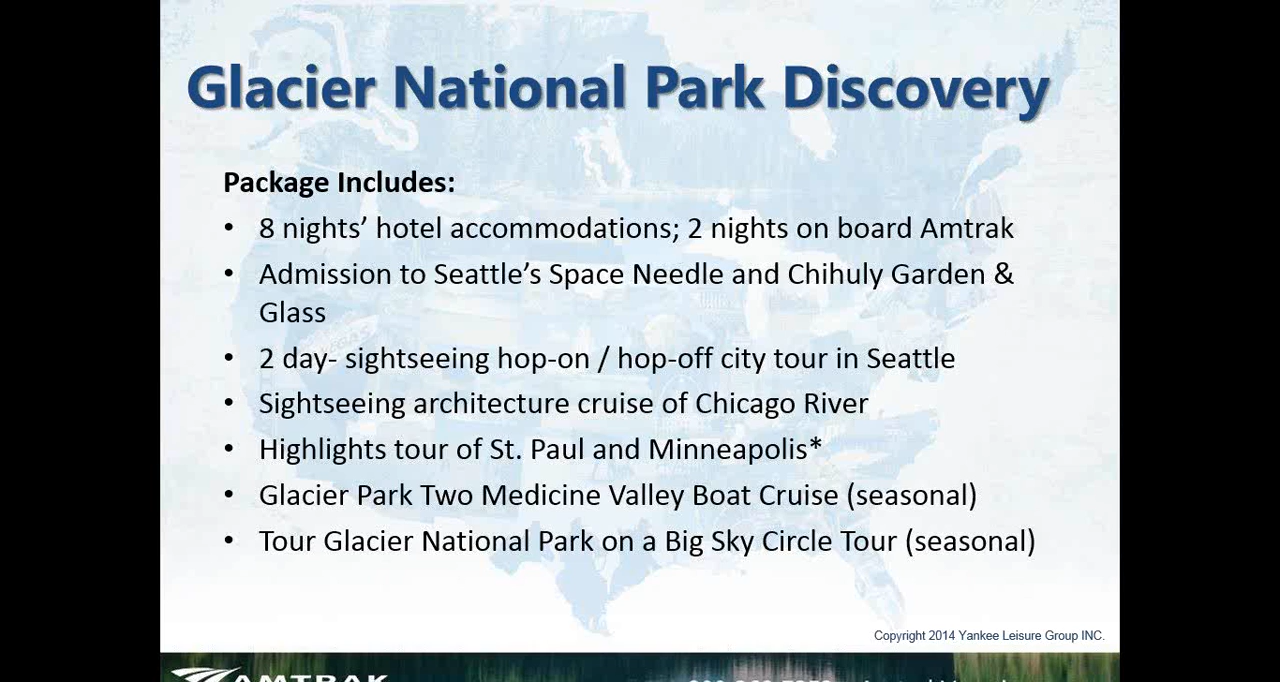 Glacier National Park Discovery
Package Includes:
• 8 nights’ hotel accommodations; 2 nights on board Amtrak
• Admission to Seattle’s Space Needle and Chihuly Garden &
Glass
• 2 day- sightseeing hop-on / hop-off city tour in Seattle
• Sightseeing architecture cruise of Chicago River
• Highlights tour of St. Paul and Minneapolis*
• Glacier Park Two Medicine Valley Boat Cruise (seasonal)
• Tour Glacier National Park on a Big Sky Circle Tour (seasonal)
Copyright 2014 Yankee Leisure Group INC.
AMTRAK